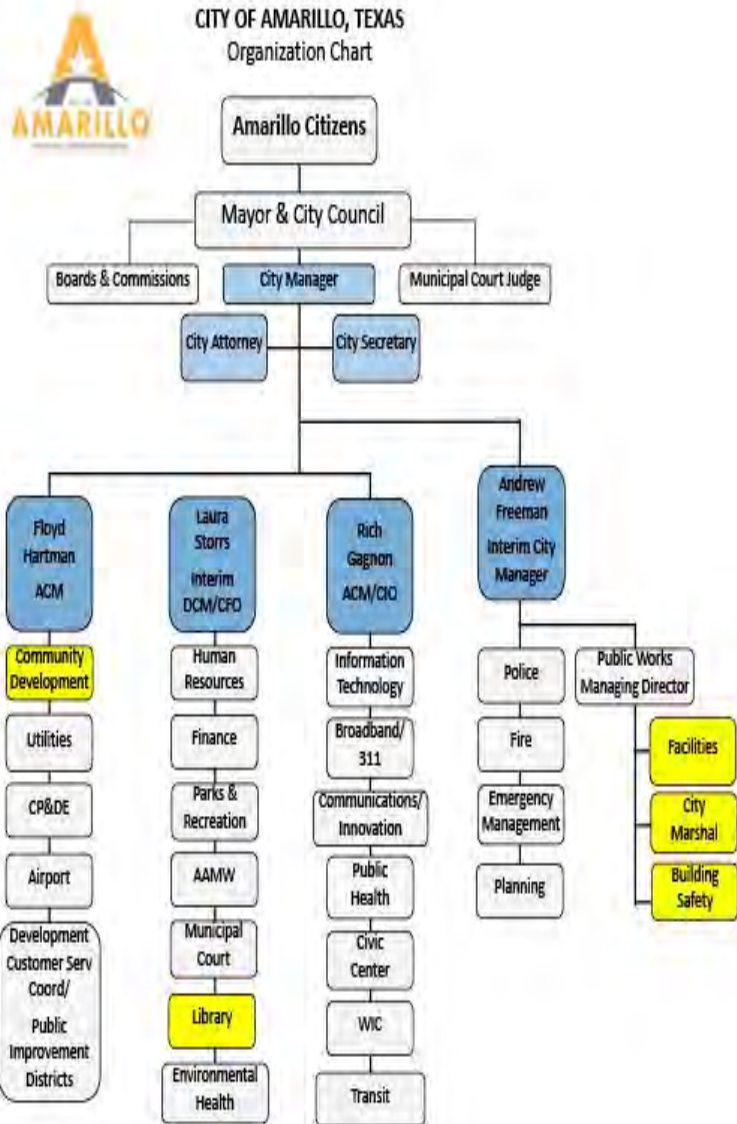 CITY OF AMARILLO, TEXAS
Organization Chart
AMARILLO
Amarillo Citizens
Mayor & City Council
Boards & Commissions
City Manager
Municipal Court Judge
City Attorney
City Secretary
Floyd
Hartman
ACM
Community
Development
Utilities
CP&DE
Airport
Development
Customer Serv
Coord/
Public
Improvement
Districts
Laura
Storrs
Interim
DCM/CFO
Human
Resources
Finance
Parks &
Recreation
AAMW
Municipal
Court
Library
Environmental
Health
Rich
Gagnon
ACM/CIO
Information
Technology
Broadband/
311
Communications/
Innovation
Public
Health
Civic
Center
WIC
Transit
Andrew
Freeman
Interim City
Manager
Police
Fire
Emergency
Management
Planning
Public Works
Managing Director
Facilities
City
Marshal
Building
Safety